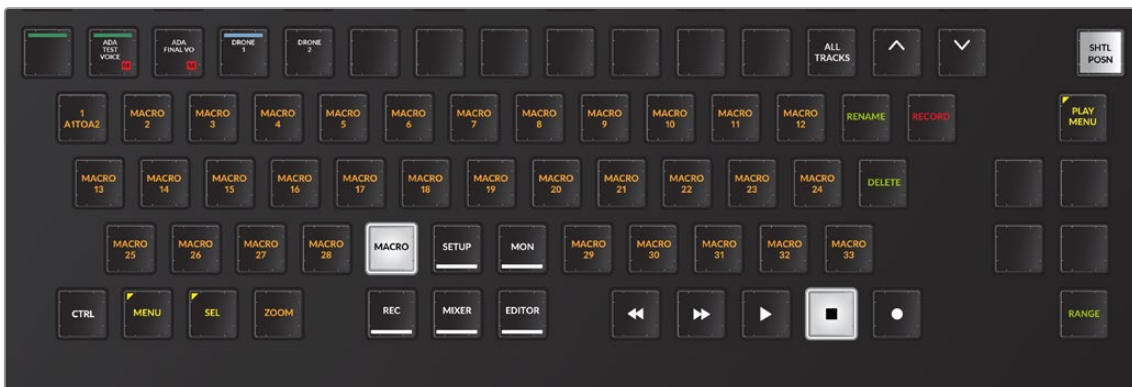 ADA
TEST
VOICE
M
ADA
FINAL VO
M
DRONE
1
DRONE
2
ALL
TRACKS
SHTL
POSN
1
A1TOA2
MACRO
2
MACRO
3
MACRO
4
MACRO
5
MACRO
6
MACRO
7
MACRO
8
MACRO
9
MACRO
10
MACRO
11
MACRO
12
RENAME
RECORD
PLAY
MENU
MACRO
13
MACRO
14
MACRO
15
MACRO
16
MACRO
17
MACRO
18
MACRO
19
MACRO
20
MACRO
21
MACRO
22
MACRO
23
MACRO
24
DELETE
MACRO
25
MACRO
26
MACRO
27
MACRO
28
MACRO
SETUP
MON
MACRO
29
MACRO
30
MACRO
31
MACRO
32
MACRO
33
CTRL
MENU
SEL
ZOOM
REC
MIXER
EDITOR
RANGE